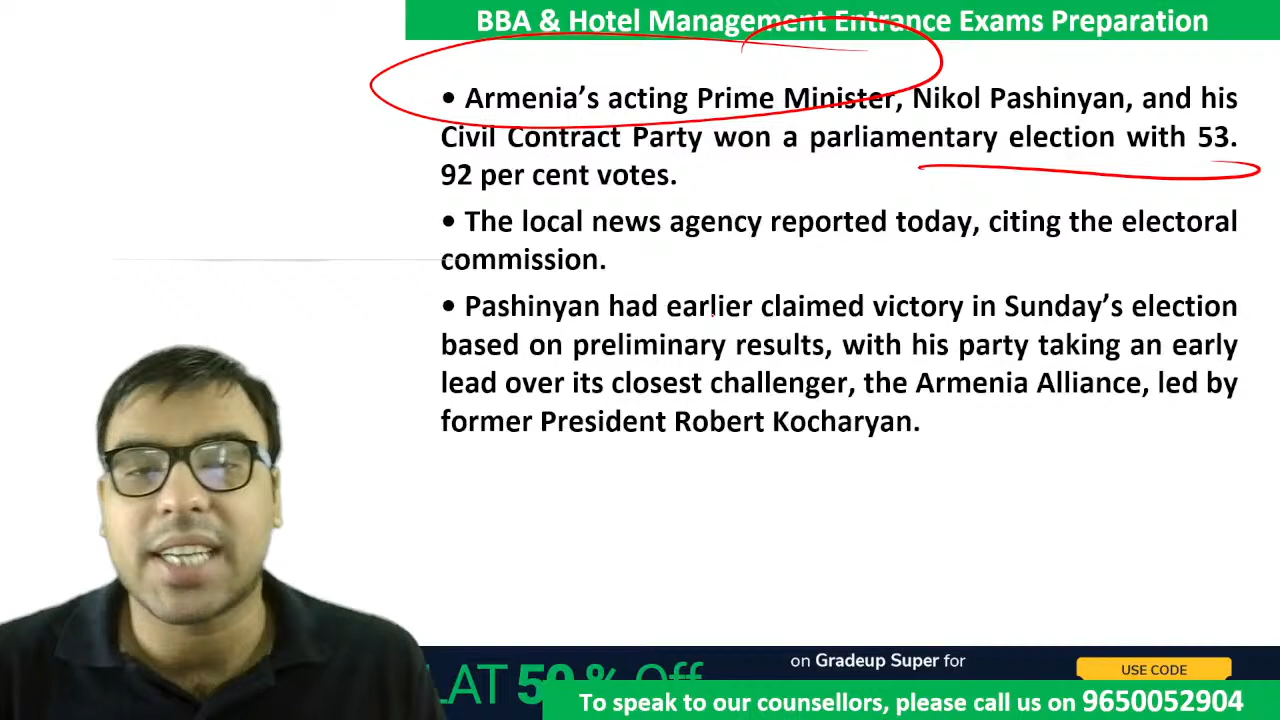 BBA & Hotel Management Entrance Exams Preparation
• Armenia's acting Prime Minister, Nikol Pashinyan, and his
Civil Contract Party won a parliamentary election with 53.
92 per cent votes.
• The local news agency reported today, citing the electoral
commission.
• Pashinyan had earlier claimed victory in Sunday's election
based on preliminary results, with his party taking an early
lead over its closest challenger, the Armenia Alliance, led by
former President Robert Kocharyan.
on Gradeup Super for
USE CODE
To speak to our counsellors, please call us on 9650052904